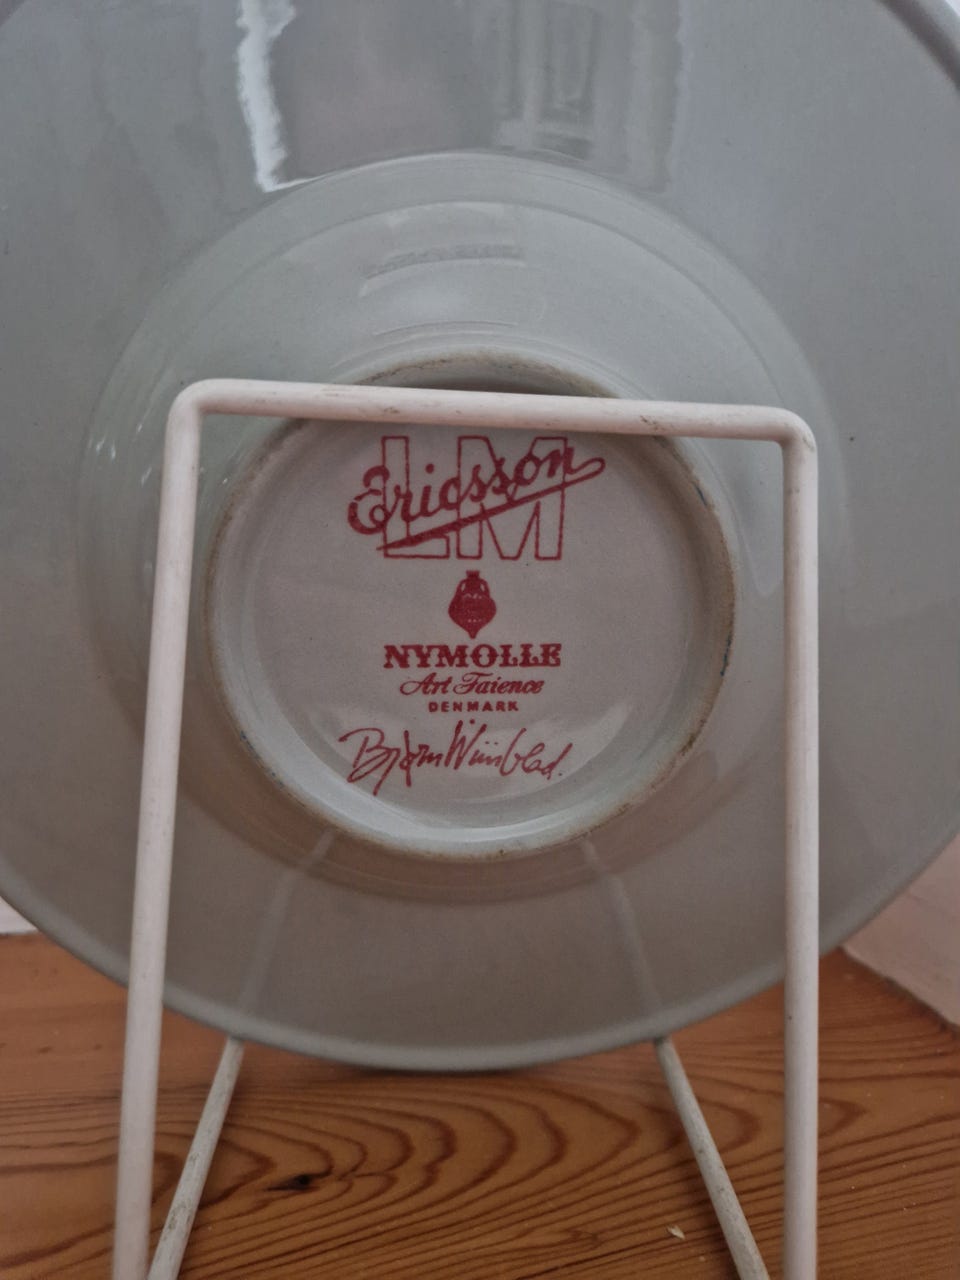 LM
Ericsson
NYMOLLE
Art Faience
DENMARK
Bjørn Wiinblad.